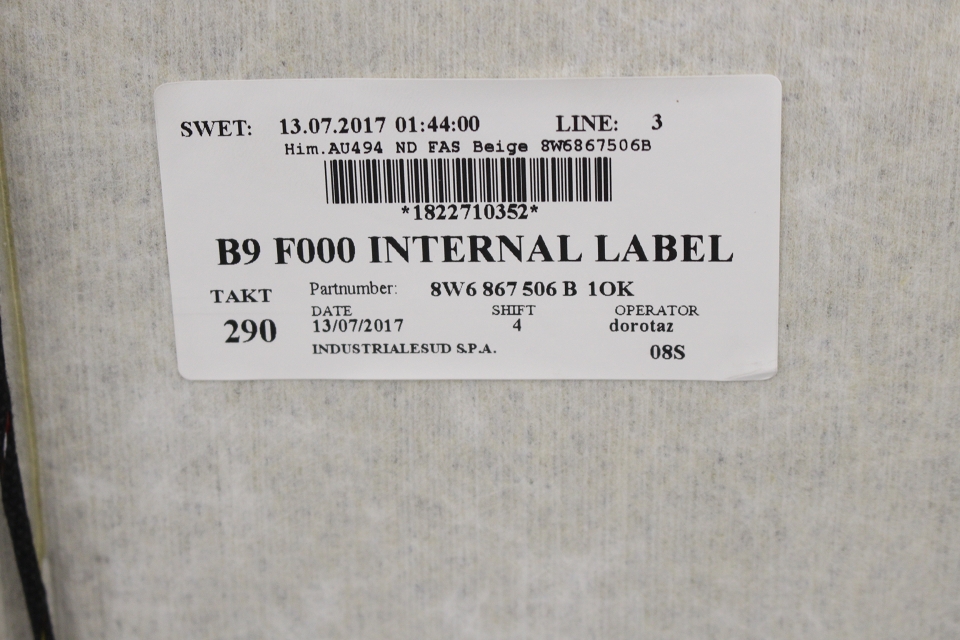 SWET: 13.07.2017 01:44:00 LINE: 3
Him.AU494 ND FAS Beige 8W6867506B
*1822710352*
B9 F000 INTERNAL LABEL
TAKT Partnumber: 8W6 867 506 B 1OK
DATE SHIFT OPERATOR
290 13/07/2017 4 dorotaz
INDUSTRIALESUD S.P.A. 08S